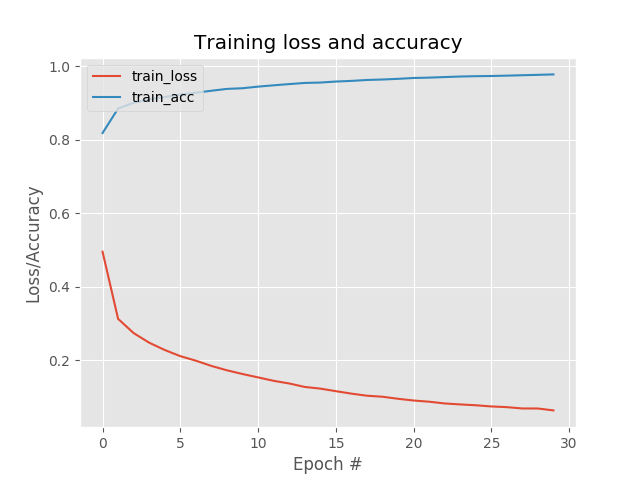 Training loss and accuracy
train_loss
train_acc
Loss/Accuracy
1.0
0.8
0.6
0.4
0.2
0 5 10 15 20 25 30
Epoch #